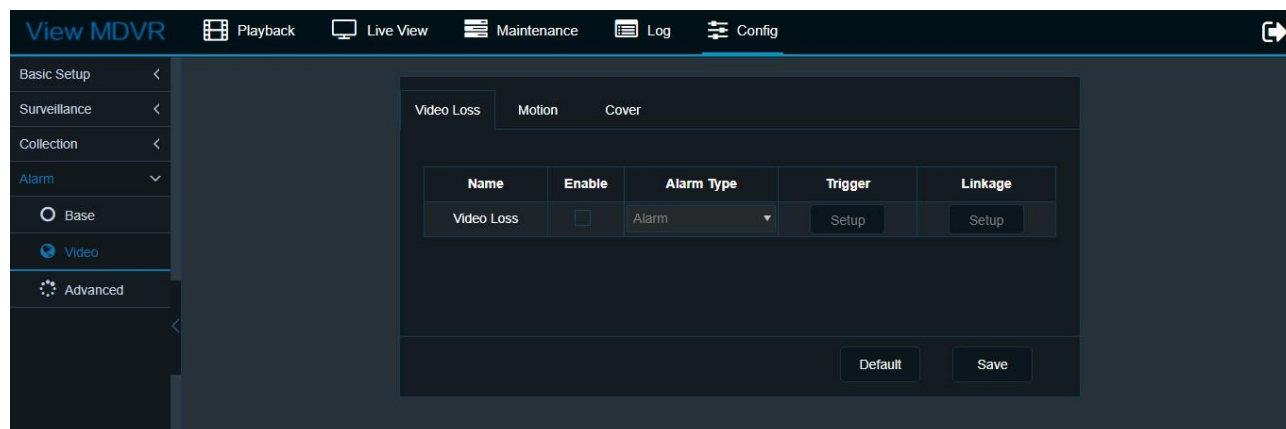 View MDVR Playback Live View Maintenance Log Config
Basic Setup
Surveillance
Collection
Alarm
Base
Video
Advanced
Video Loss Motion Cover
Name Enable Alarm Type Trigger Linkage
Video Loss Alarm Setup Setup
Default Save